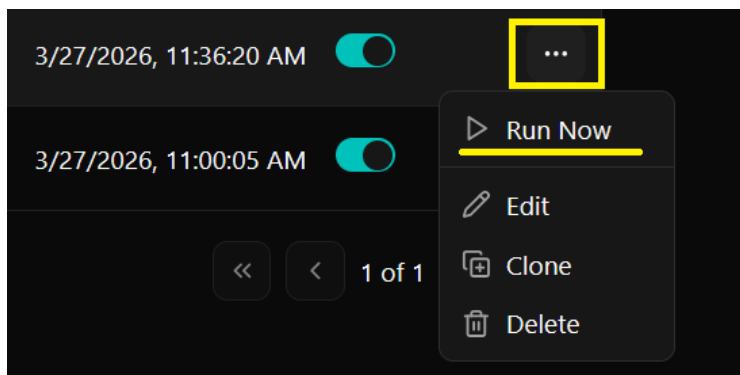 3/27/2026, 11:36:20 AM
Run Now
3/27/2026, 11:00:05 AM
Edit
1 of 1
Clone
Delete